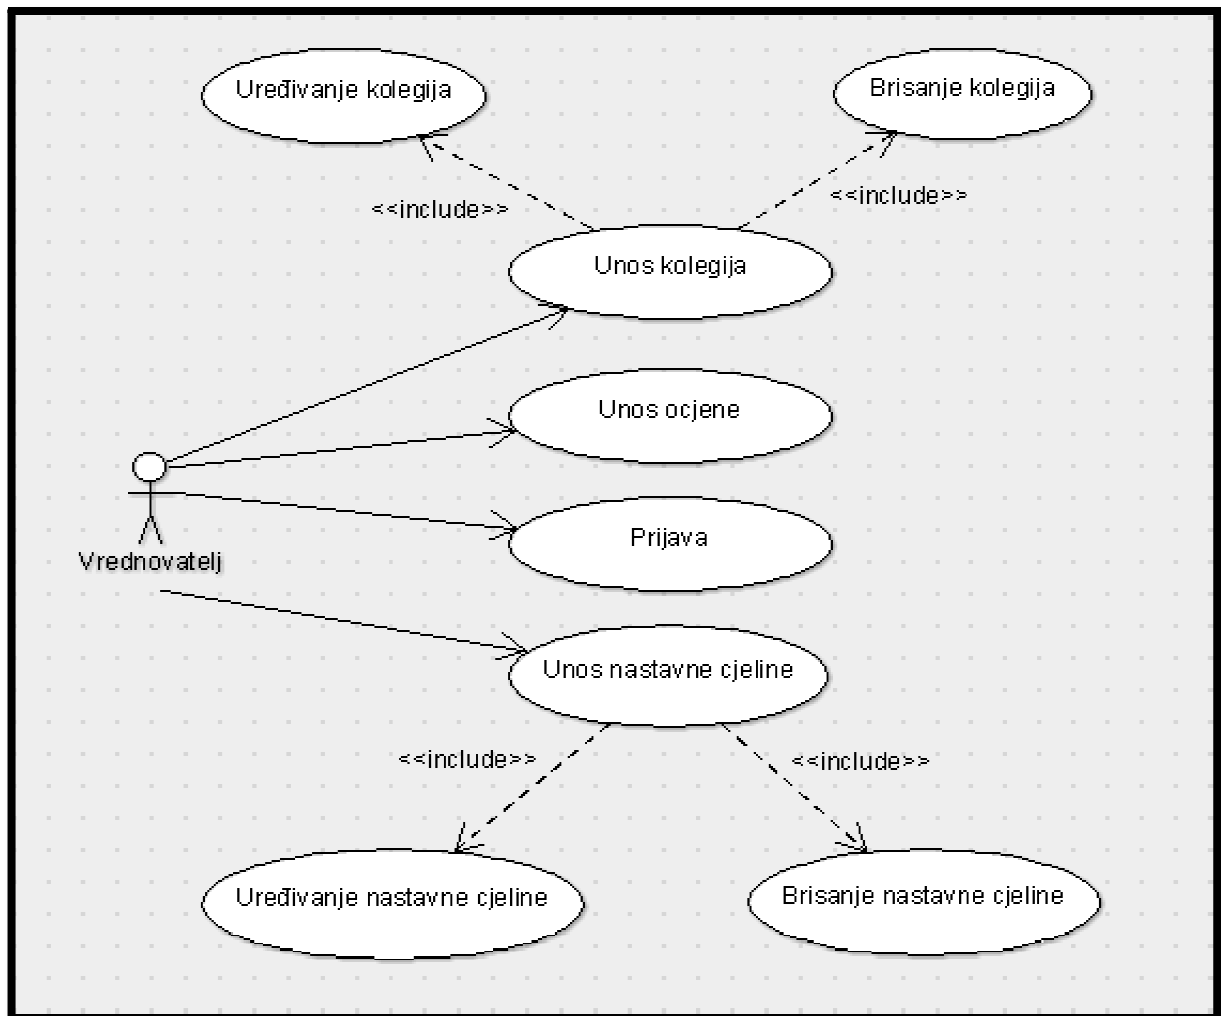 Uređivanje kolegija
Brisanje kolegija
<<include>>
<<include>>
Unos kolegija
Unos ocjene
Prijava
Vrednovatelj
Unos nastavne cjeline
<<include>>
<<include>>
Uređivanje nastavne cjeline
Brisanje nastavne cjeline